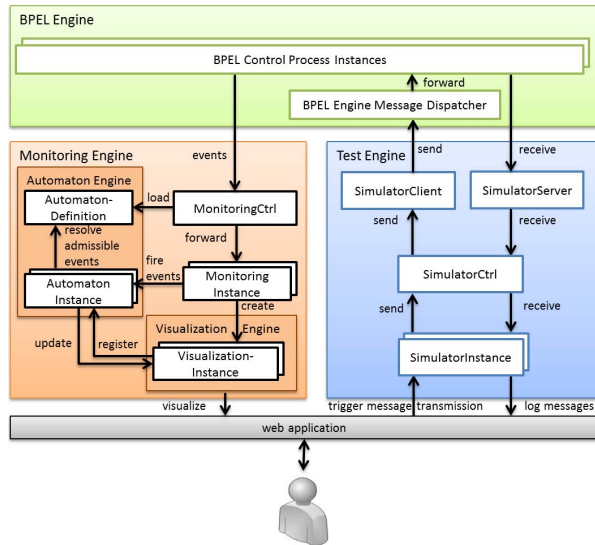 BPEL Engine
BPEL Control Process Instances
forward
BPEL Engine Message Dispatcher
events
send
receive
Monitoring Engine
Test Engine
Automaton Engine
Automaton-
Definition
load
MonitoringCtrl
SimulatorClient
SimulatorServer
resolve
admissible
events
forward
send
receive
fire
events
Automaton
Instance
Monitoring
Instance
SimulatorCtrl
create
send
receive
Visualization Engine
update
register
Visualization-
Instance
SimulatorInstance
visualize
trigger message transmission
log messages
web application